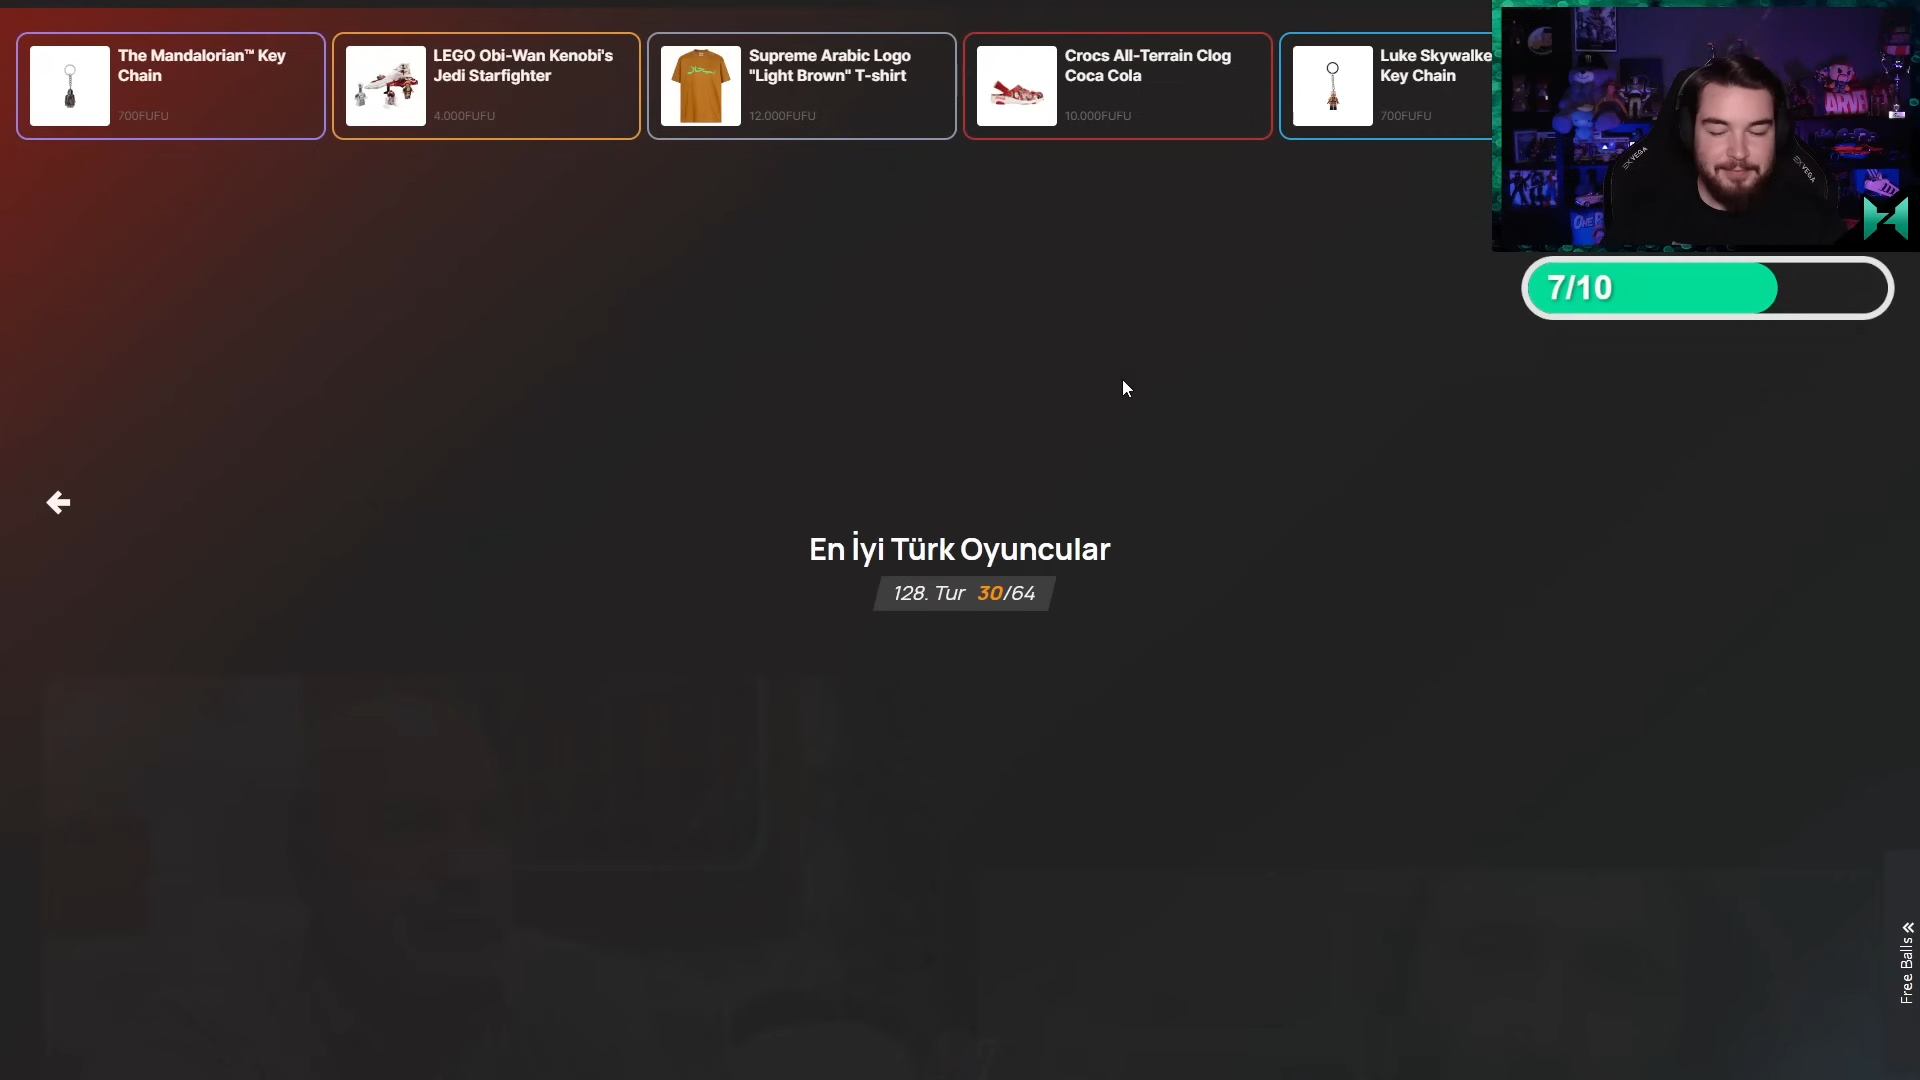 The Mandalorian™ Key
Chain
700FUFU
LEGO Obi-Wan Kenobi's
Jedi Starfighter
4.000FUFU
Supreme Arabic Logo
"Light Brown" T-shirt
12.000FUFU
Crocs All-Terrain Clog
Coca Cola
10.000FUFU
Luke Skywalke
Key Chain
700FUFU
VEGA
VEGA
7/10
En İyi Türk Oyuncular
128. Tur 30/64
Free Balls